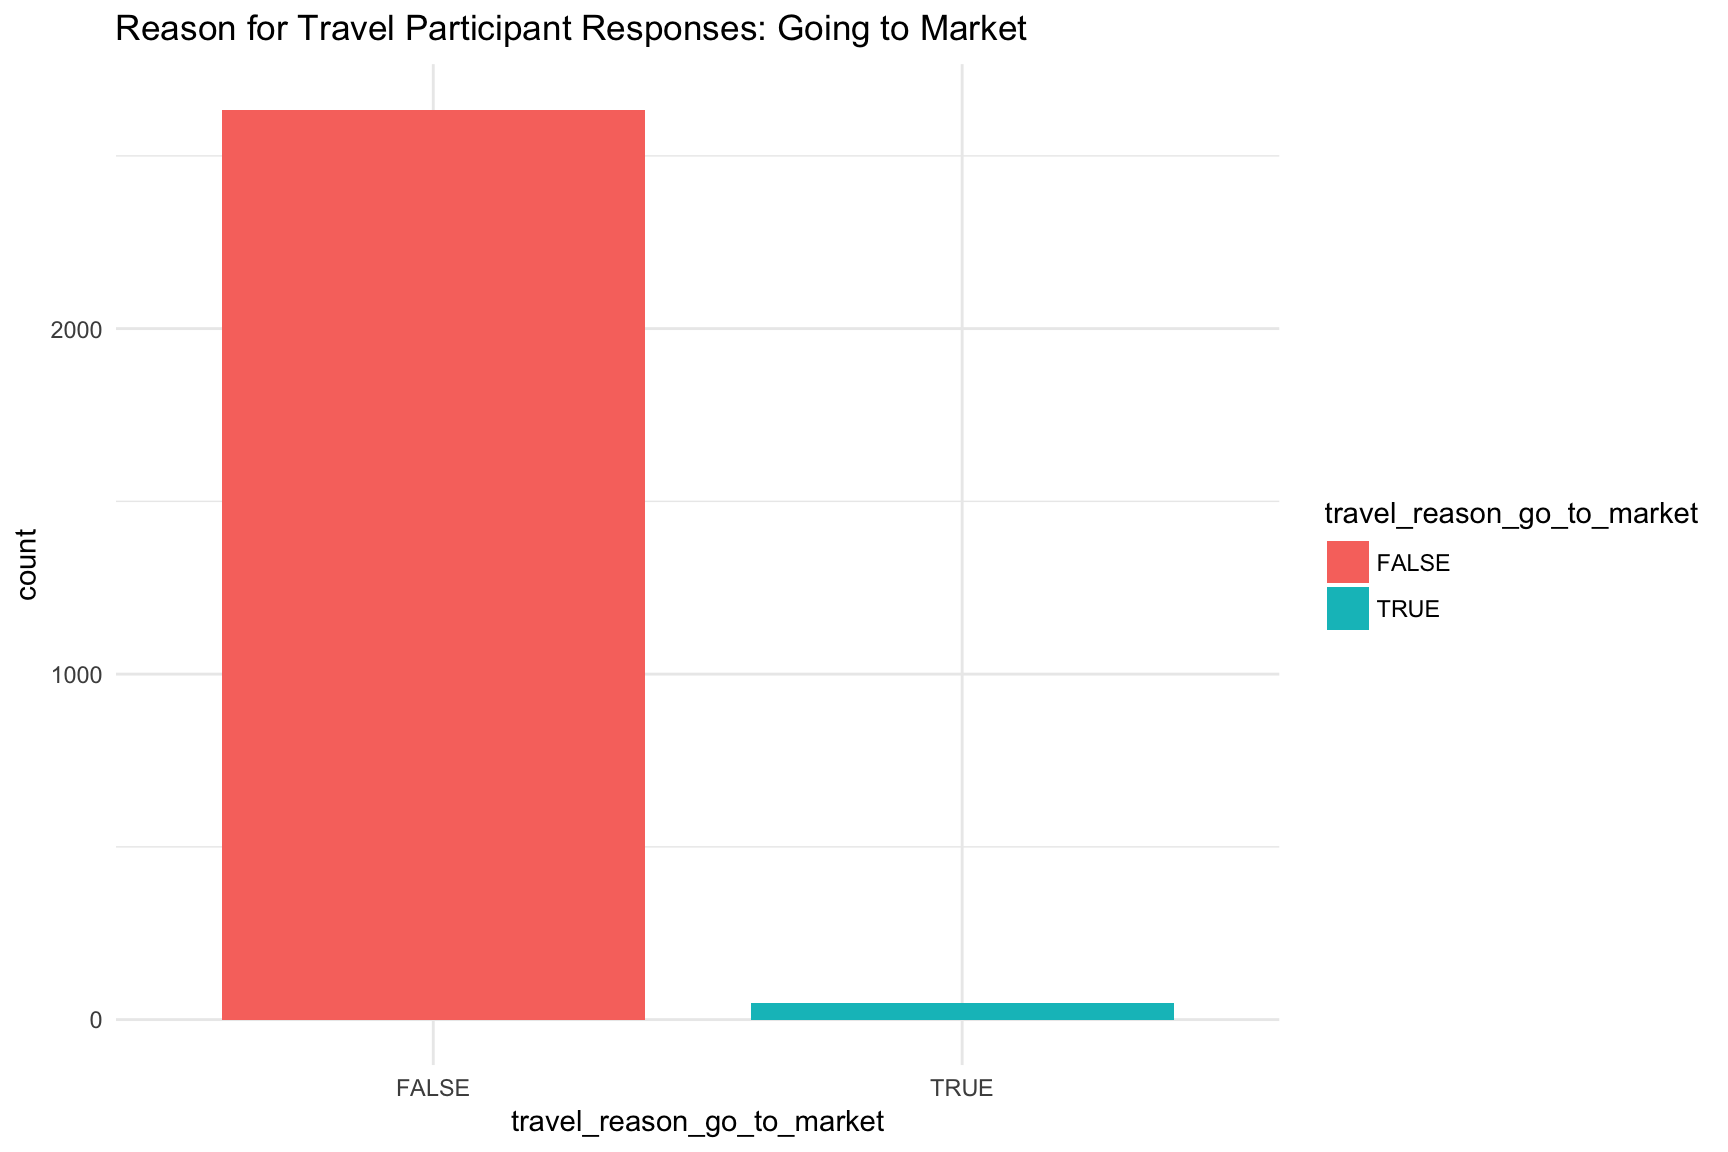 Reason for Travel Participant Responses: Going to Market
count
2000
1000
0
FALSE
TRUE
travel_reason_go_to_market
travel_reason_go_to_market
FALSE
TRUE